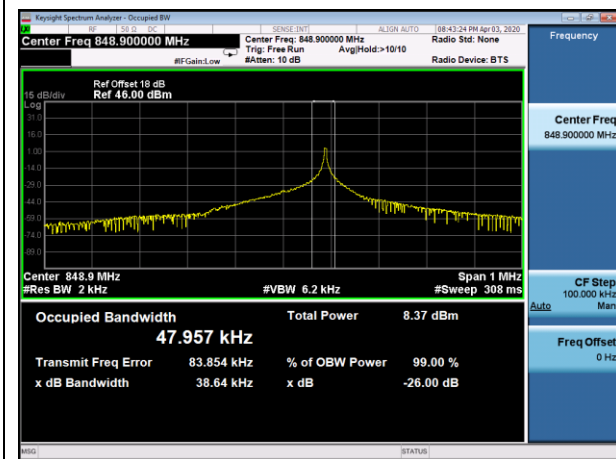 Keysight Spectrum Analyzer - Occupied BW
RF 50 Ω DC SENSE:INT ALIGN AUTO 08:43:24 PM Apr 03, 2020
Center Freq 848.900000 MHz
Center Freq: 848.900000 MHz
Radio Std: None
Trig: Free Run Avg|Hold:>10/10
#IFGain:Low
#Atten: 10 dB
Radio Device: BTS
Frequency
Ref Offset 18 dB
15 dB/div Ref 46.00 dBm
Log
31.0
16.0
1.00
-14.0
-29.0
-44.0
-59.0
-74.0
-89.0
Center Freq
848.900000 MHz
Center 848.9 MHz Span 1 MHz
#Res BW 2 kHz #VBW 6.2 kHz #Sweep 308 ms
CF Step
100.000 kHz
Auto Man
Freq Offset
0 Hz
Occupied Bandwidth Total Power 8.37 dBm
47.957 kHz
Transmit Freq Error 83.854 kHz % of OBW Power 99.00 %
x dB Bandwidth 38.64 kHz x dB -26.00 dB
MSG STATUS